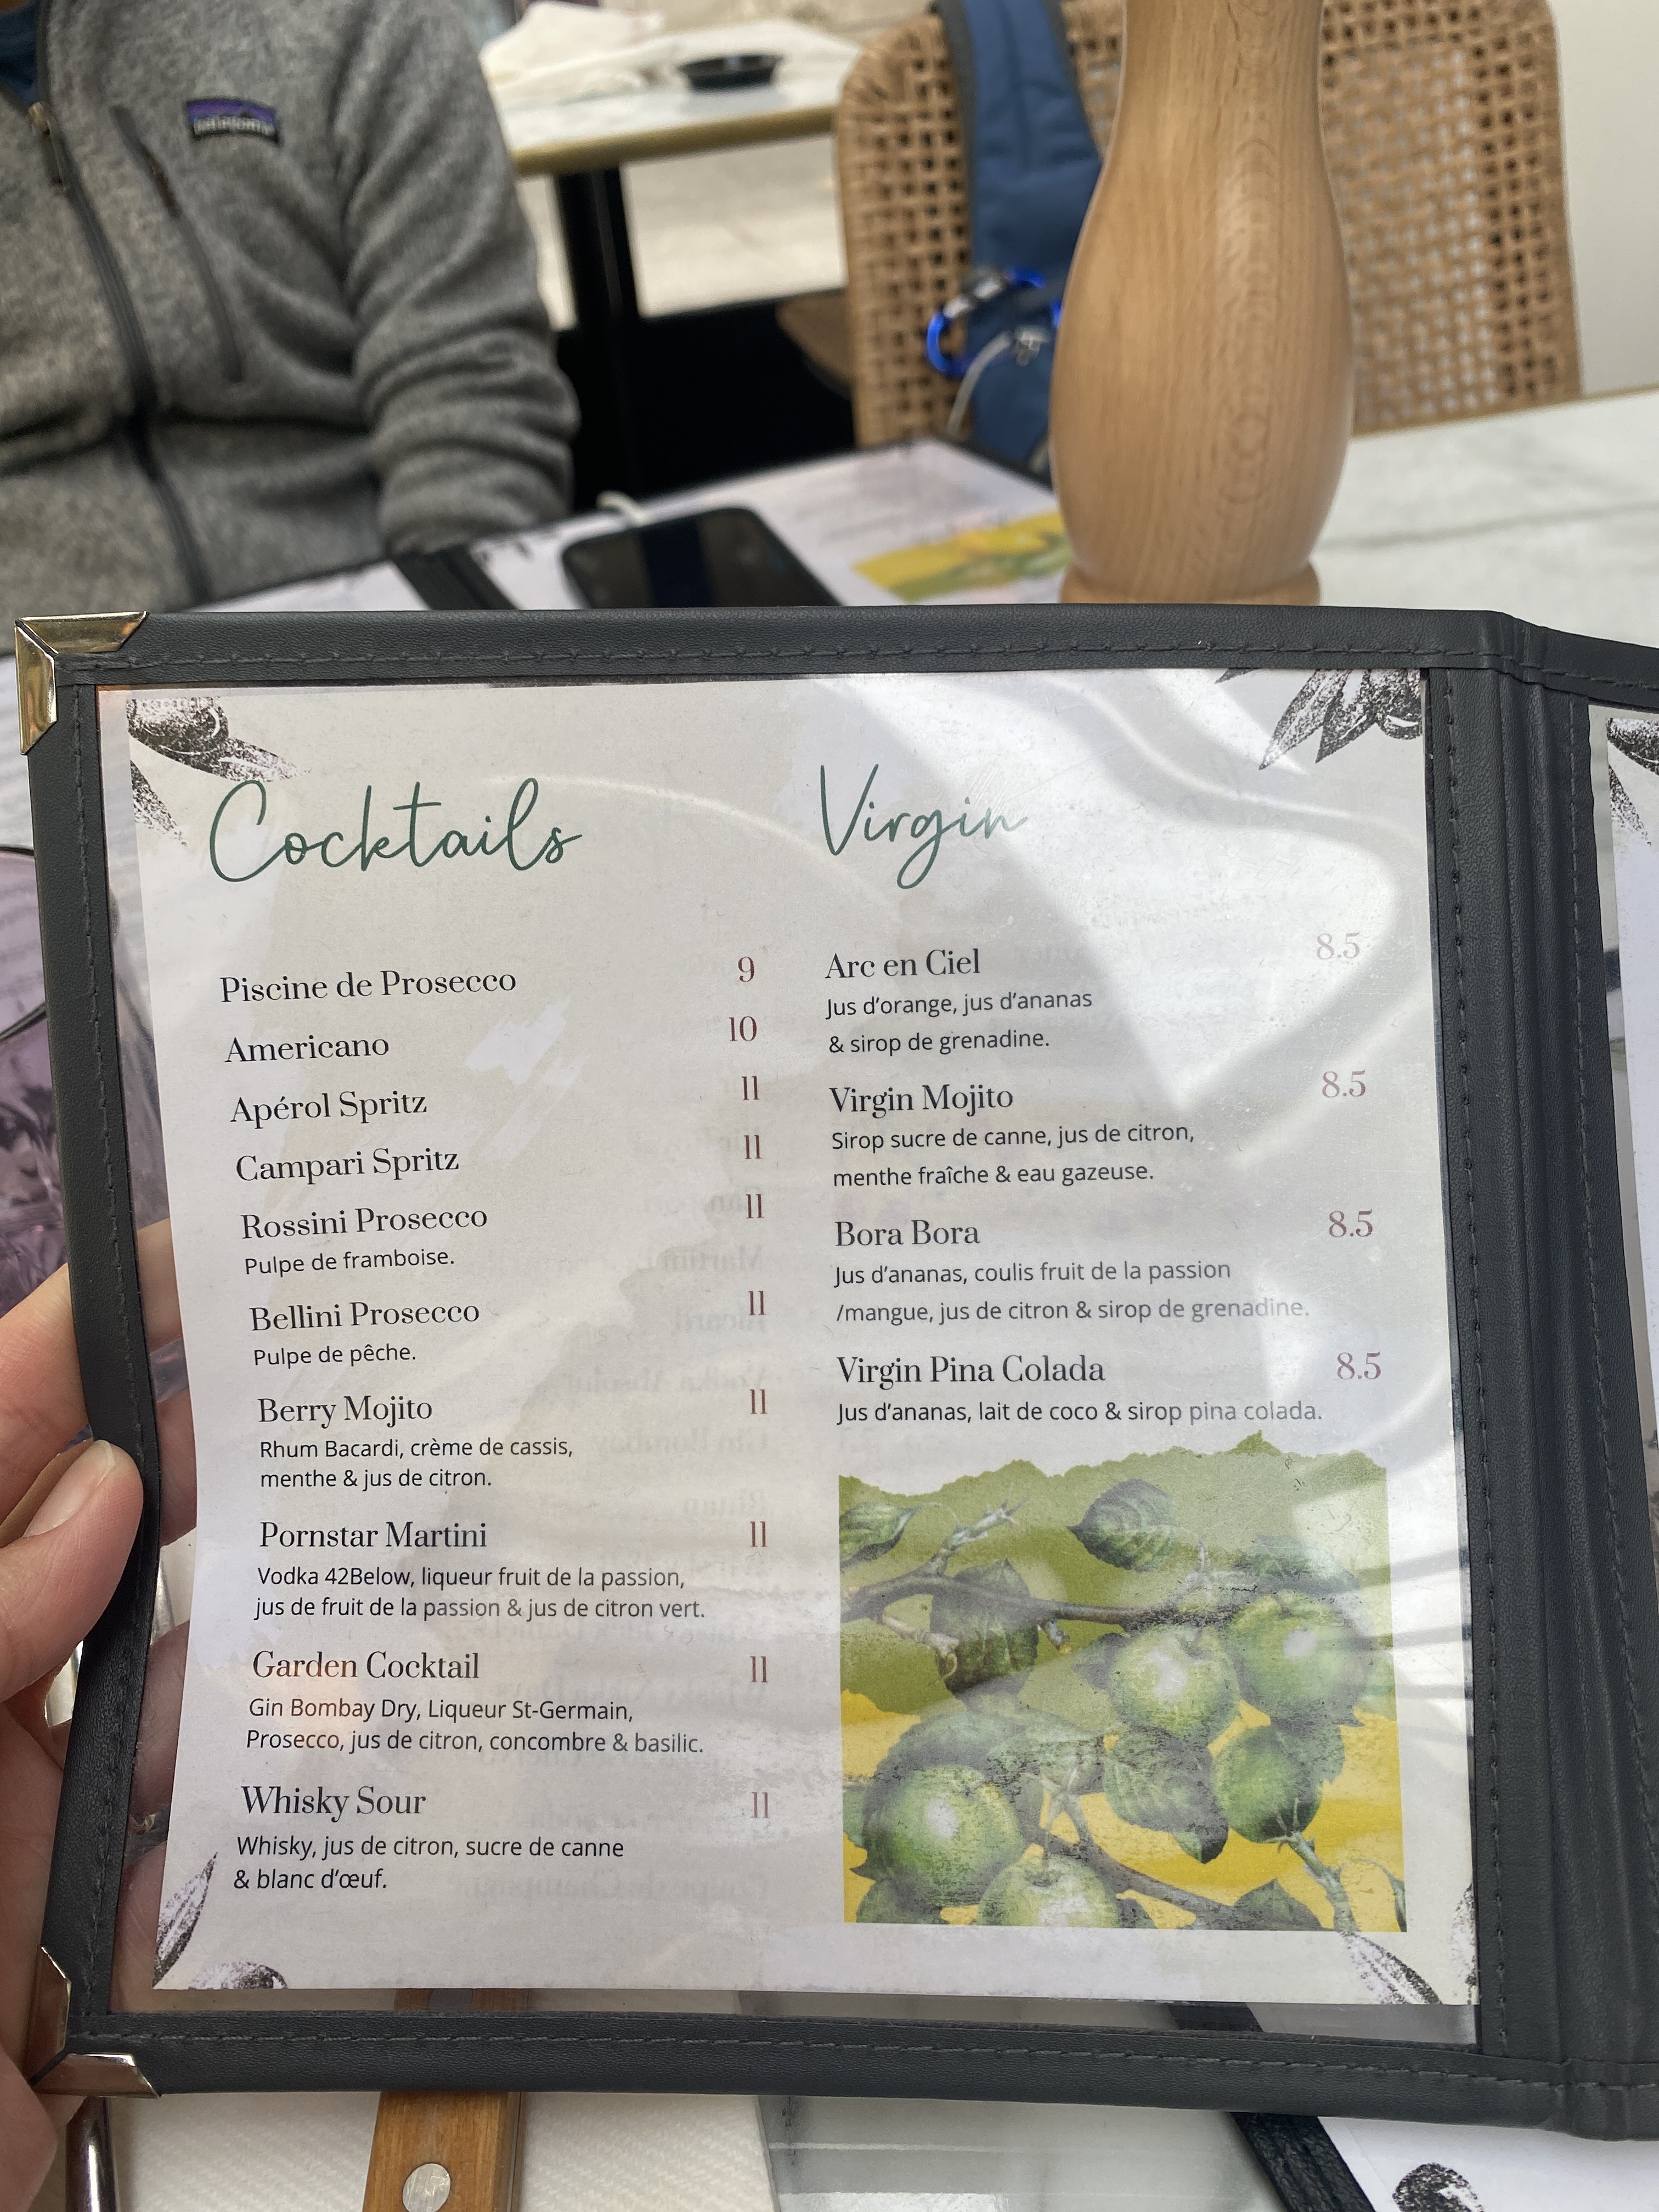 patagonia
Cocktails
Piscine de Prosecco 9
Americano 10
Apérol Spritz 11
Campari Spritz 11
Rossini Prosecco 11
Pulpe de framboise.
Bellini Prosecco 11
Pulpe de pêche.
Berry Mojito 11
Rhum Bacardi, crème de cassis,
menthe & jus de citron.
Pornstar Martini 11
Vodka 42Below, liqueur fruit de la passion,
jus de fruit de la passion & jus de citron vert.
Garden Cocktail 11
Gin Bombay Dry, Liqueur St-Germain,
Prosecco, jus de citron, concombre & basilic.
Whisky Sour 11
Whisky, jus de citron, sucre de canne
& blanc d'œuf.
Virgin
Arc en Ciel 8.5
Jus d'orange, jus d'ananas
& sirop de grenadine.
Virgin Mojito 8.5
Sirop sucre de canne, jus de citron,
menthe fraîche & eau gazeuse.
Bora Bora 8.5
Jus d'ananas, coulis fruit de la passion
/mangue, jus de citron & sirop de grenadine.
Virgin Pina Colada 8.5
Jus d'ananas, lait de coco & sirop pina colada.